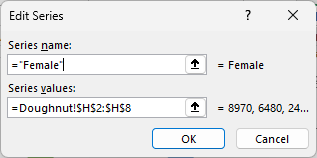 Edit Series
Series name:
="Female" = Female
Series values:
=Doughnut!$H$2:$H$8 = 8970, 6480, 24...
OK Cancel